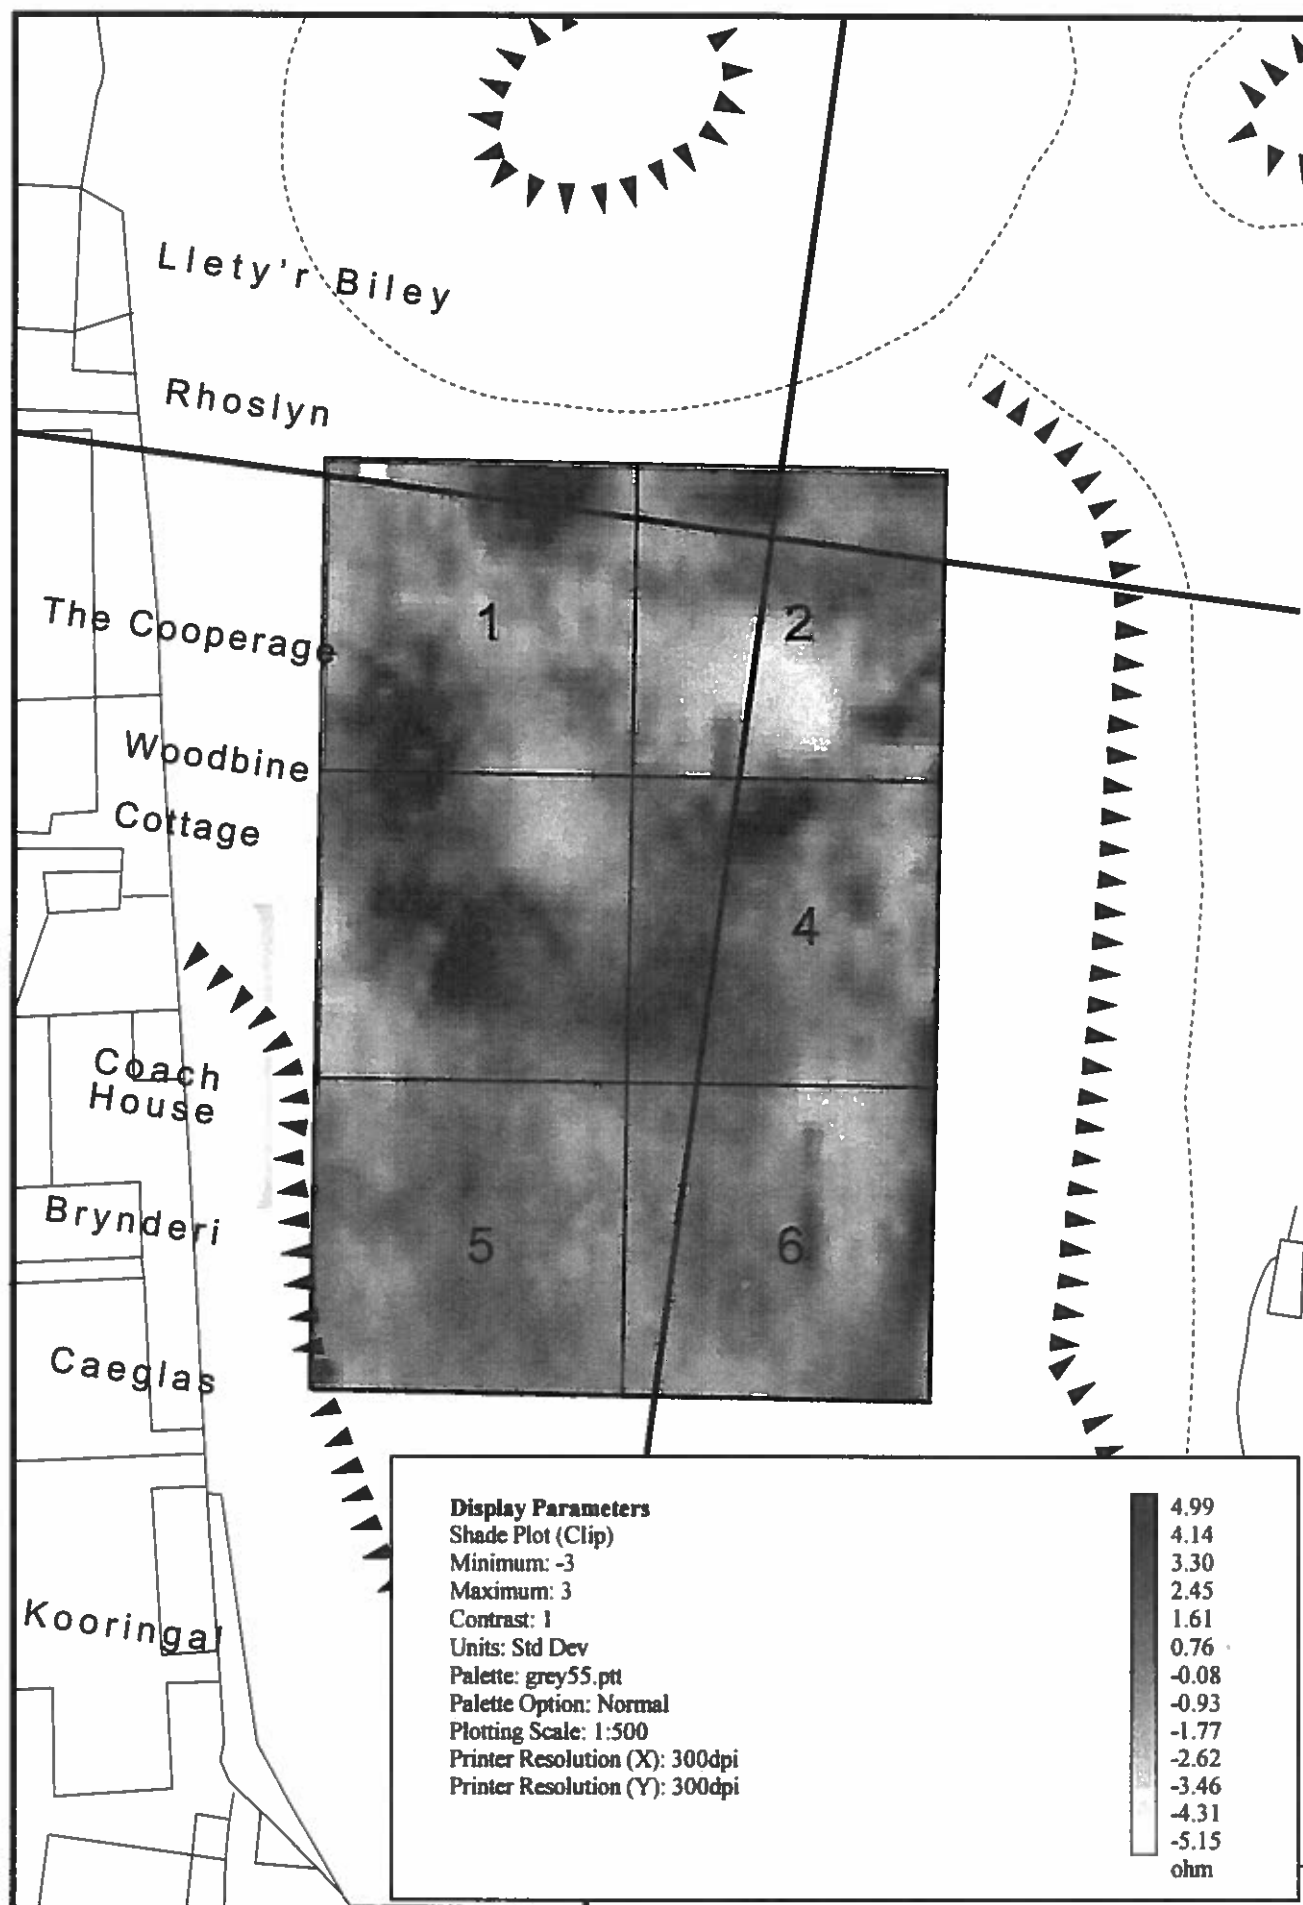 Llety'r Biley
Rhoslyn
1
2
The Cooperage
Woodbine
Cottage
4
Coach
House
Brynderi
5
6
Caeglas
Kooringal
Display Parameters
Shade Plot (Clip)
Minimum: -3
Maximum: 3
Contrast: 1
Units: Std Dev
Palette: grey55.ptt
Palette Option: Normal
Plotting Scale: 1:500
Printer Resolution (X): 300dpi
Printer Resolution (Y): 300dpi
4.99
4.14
3.30
2.45
1.61
0.76
-0.08
-0.93
-1.77
-2.62
-3.46
-4.31
-5.15
ohm